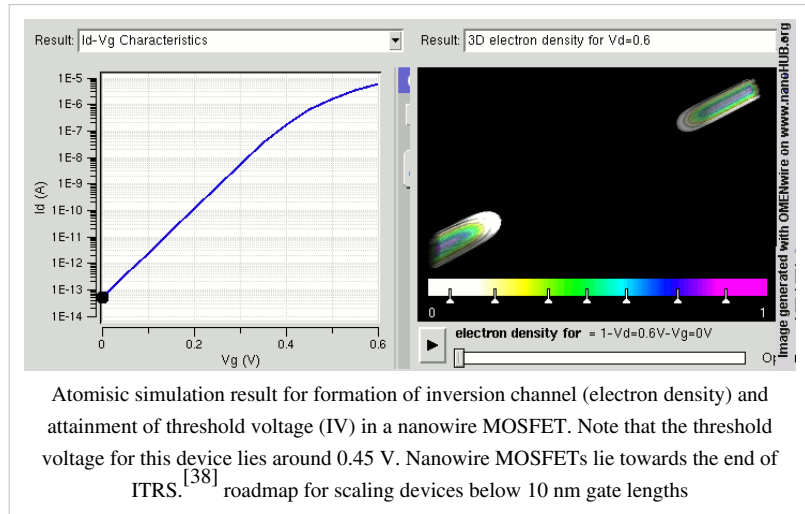 Result: Id-Vg Characteristics
Result: 3D electron density for Vd=0.6
1E-5
1E-6
1E-7
1E-8
1E-9
1E-10
1E-11
1E-12
1E-13
1E-14
Id (A)
0
0.2
0.4
0.6
Vg (V)
0
1
electron density for = 1-Vd=0.6V-Vg=0V
Image generated with OMENwire on www.nanoHUB.org
Atomisic simulation result for formation of inversion channel (electron density) and
attainment of threshold voltage (IV) in a nanowire MOSFET. Note that the threshold
voltage for this device lies around 0.45 V. Nanowire MOSFETs lie towards the end of
ITRS.[38] roadmap for scaling devices below 10 nm gate lengths